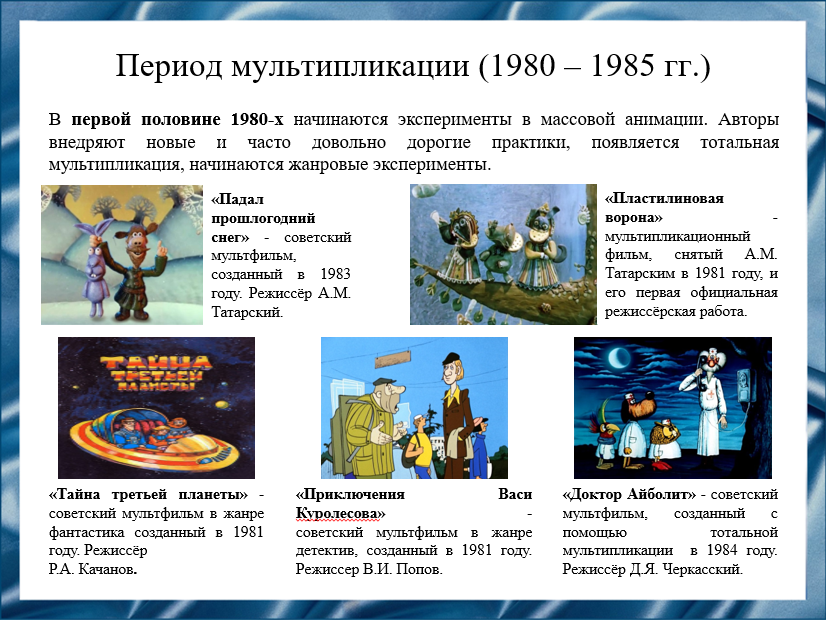 Период мультипликации (1980 – 1985 гг.)
В первой половине 1980-х начинаются эксперименты в массовой анимации. Авторы
внедряют новые и часто довольно дорогие практики, появляется тотальная
мультипликация, начинаются жанровые эксперименты.
«Падал
прошлогодний
снег» - советский
мультфильм,
созданный в 1983
году. Режиссёр А.М.
Татарский.
«Пластилиновая
ворона» -
мультипликационный
фильм, снятый А.М.
Татарским в 1981 году, и
его первая официальная
режиссёрская работа.
ТАЙНА
ТРЕТЬЕЙ
ПЛАНЕТЫ
«Тайна третьей планеты» -
советский мультфильм в жанре
фантастика созданный в 1981
году. Режиссёр
Р.А. Качанов.
«Приключения Васи
Куролесова» -
советский мультфильм в жанре
детектив, созданный в 1981 году.
Режиссер В.И. Попов.
«Доктор Айболит» - советский
мультфильм, созданный с
помощью тотальной
мультипликации в 1984 году.
Режиссёр Д.Я. Черкасский.